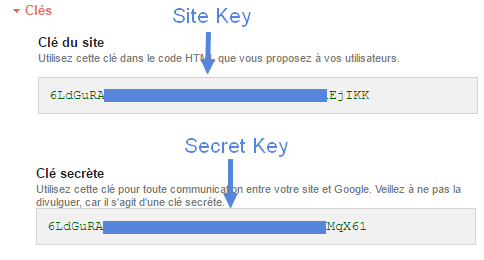 Clés
Site Key
Clé du site
Utilisez cette clé dans le code HTML que vous proposez à vos utilisateurs.
6LdGuRA EjIKK
Secret Key
Clé secrète
Utilisez cette clé pour toute communication entre votre site et Google. Veillez à ne pas la
divulguer, car il s'agit d'une clé secrète.
6LdGuRA MqX61